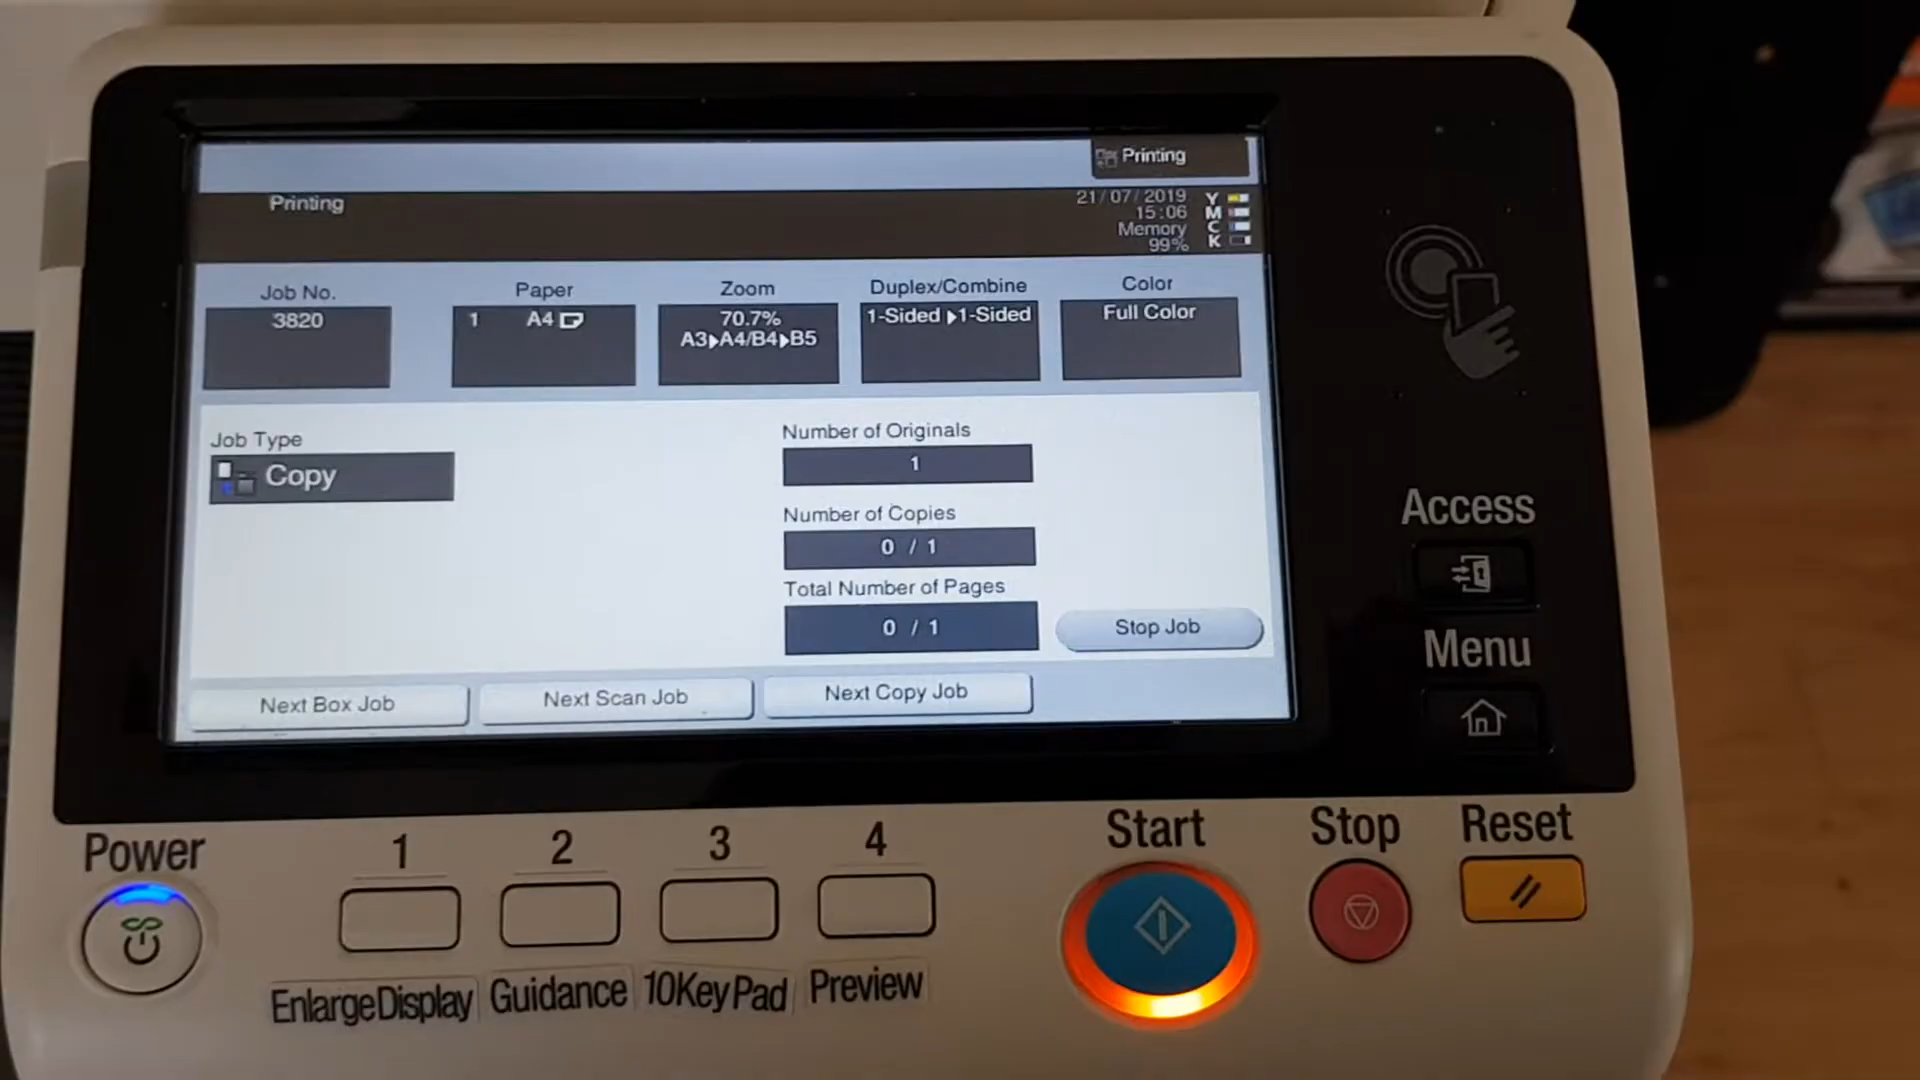 Printing
Printing
21/07/2019
15:06
Memory
99%
Y
M
C
K
Job No.
3820
Paper
1 A4
Zoom
70.7%
A3▶A4/B4▶B5
Duplex/Combine
1-Sided ▶1-Sided
Color
Full Color
Job Type
Copy
Number of Originals
1
Number of Copies
0 / 1
Total Number of Pages
0 / 1
Stop Job
Next Box Job
Next Scan Job
Next Copy Job
Access
Menu
Power
1
2
3
4
Start
Stop
Reset
EnlargeDisplay
Guidance
10KeyPad
Preview